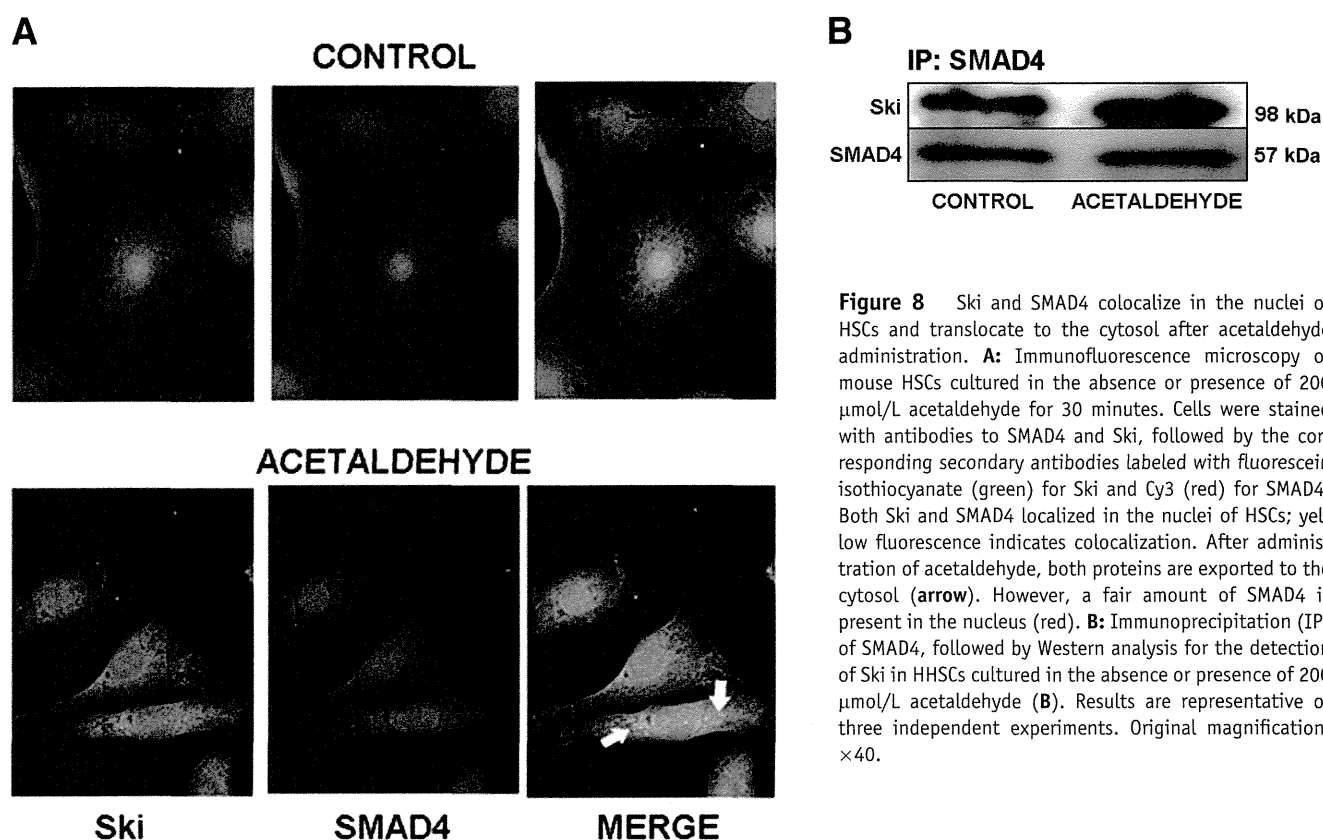 A
CONTROL
ACETALDEHYDE
Ski SMAD4 MERGE
B
IP: SMAD4
Ski 98 kDa
SMAD4 57 kDa
CONTROL ACETALDEHYDE
Figure 8 Ski and SMAD4 colocalize in the nuclei
HSCs and translocate to the cytosol after
administration. A: Immunofluorescence microscopy
mouse HSCs cultured in the absence or presence of
μmol/L acetaldehyde for 30 minutes. Cells were
with antibodies to SMAD4 and Ski, followed by the cor-
responding secondary antibodies labeled with
isothiocyanate (green) for Ski and Cy3 (red) for SMAD4
Both Ski and SMAD4 localized in the nuclei of HSCs; yel-
low fluorescence indicates colocalization. After adminis-
tration of acetaldehyde, both proteins are exported to
cytosol (arrow). However, a fair amount of SMAD4
present in the nucleus (red). B: Immunoprecipitation (IP
of SMAD4, followed by Western analysis for the
of Ski in HHSCs cultured in the absence or presence of
μmol/L acetaldehyde (B). Results are representative
three independent experiments. Original magnification
×40.